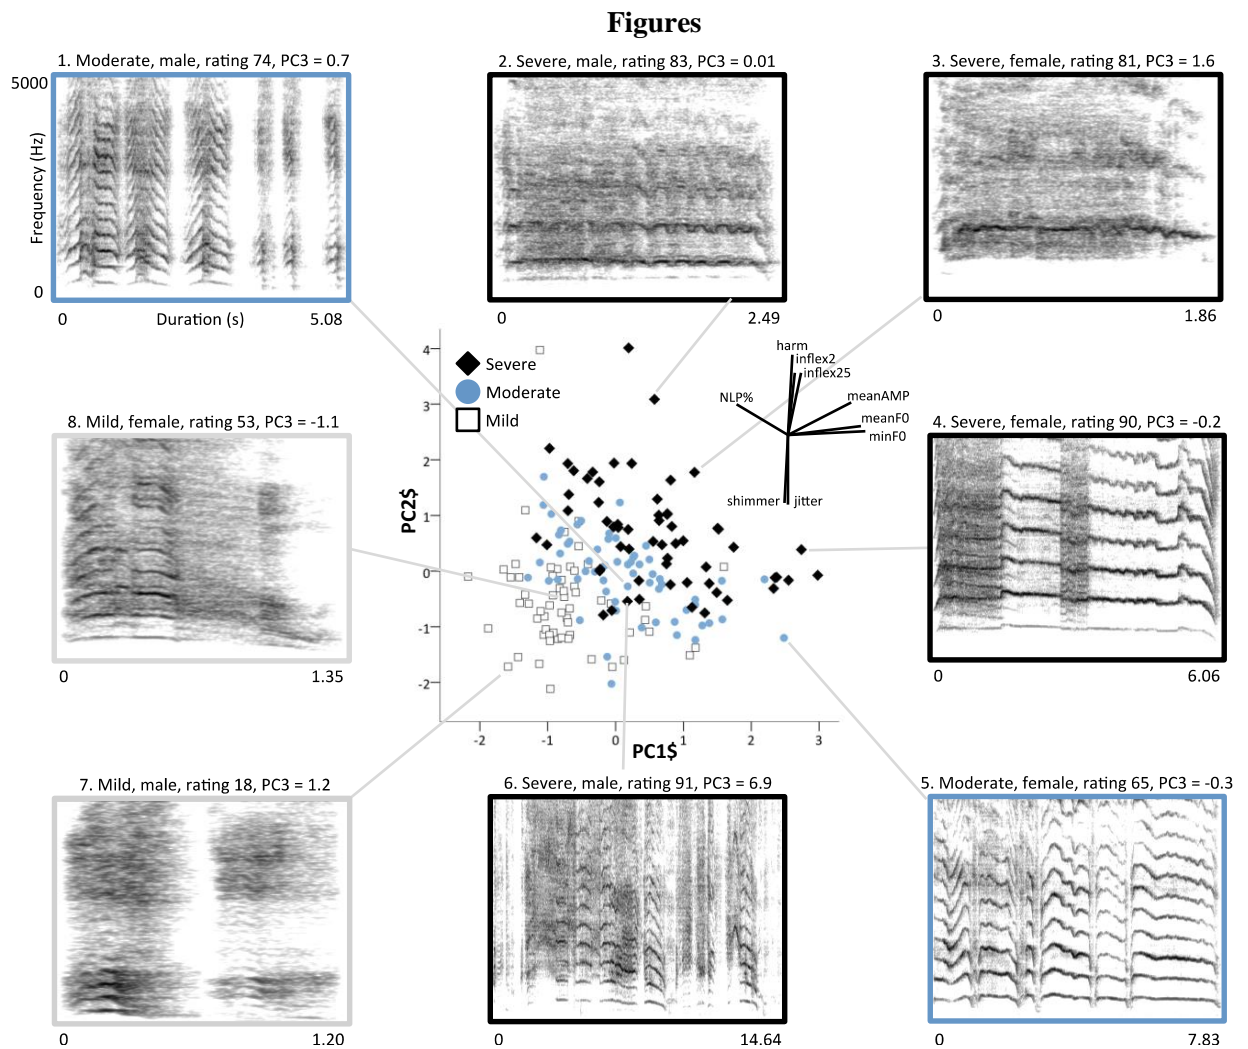 Figures
1. Moderate, male, rating 74, PC3 = 0.7
2. Severe, male, rating 83, PC3 = 0.01
3. Severe, female, rating 81, PC3 = 1.6
5000
Frequency (Hz)
0
0 Duration (s) 5.08
0 2.49
0 1.86
4
3
2
1
0
-1
-2
PC2$
Severe
Moderate
Mild
harm
inflex2
inflex25
NLP%
meanAMP
meanF0
minF0
shimmer
jitter
8. Mild, female, rating 53, PC3 = -1.1
0 1.35
4. Severe, female, rating 90, PC3 = -0.2
0 6.06
-2 -1 0 1 2 3
PC1$
7. Mild, male, rating 18, PC3 = 1.2
6. Severe, male, rating 91, PC3 = 6.9
5. Moderate, female, rating 65, PC3 = -0.3
0 1.20
0 14.64
0 7.83